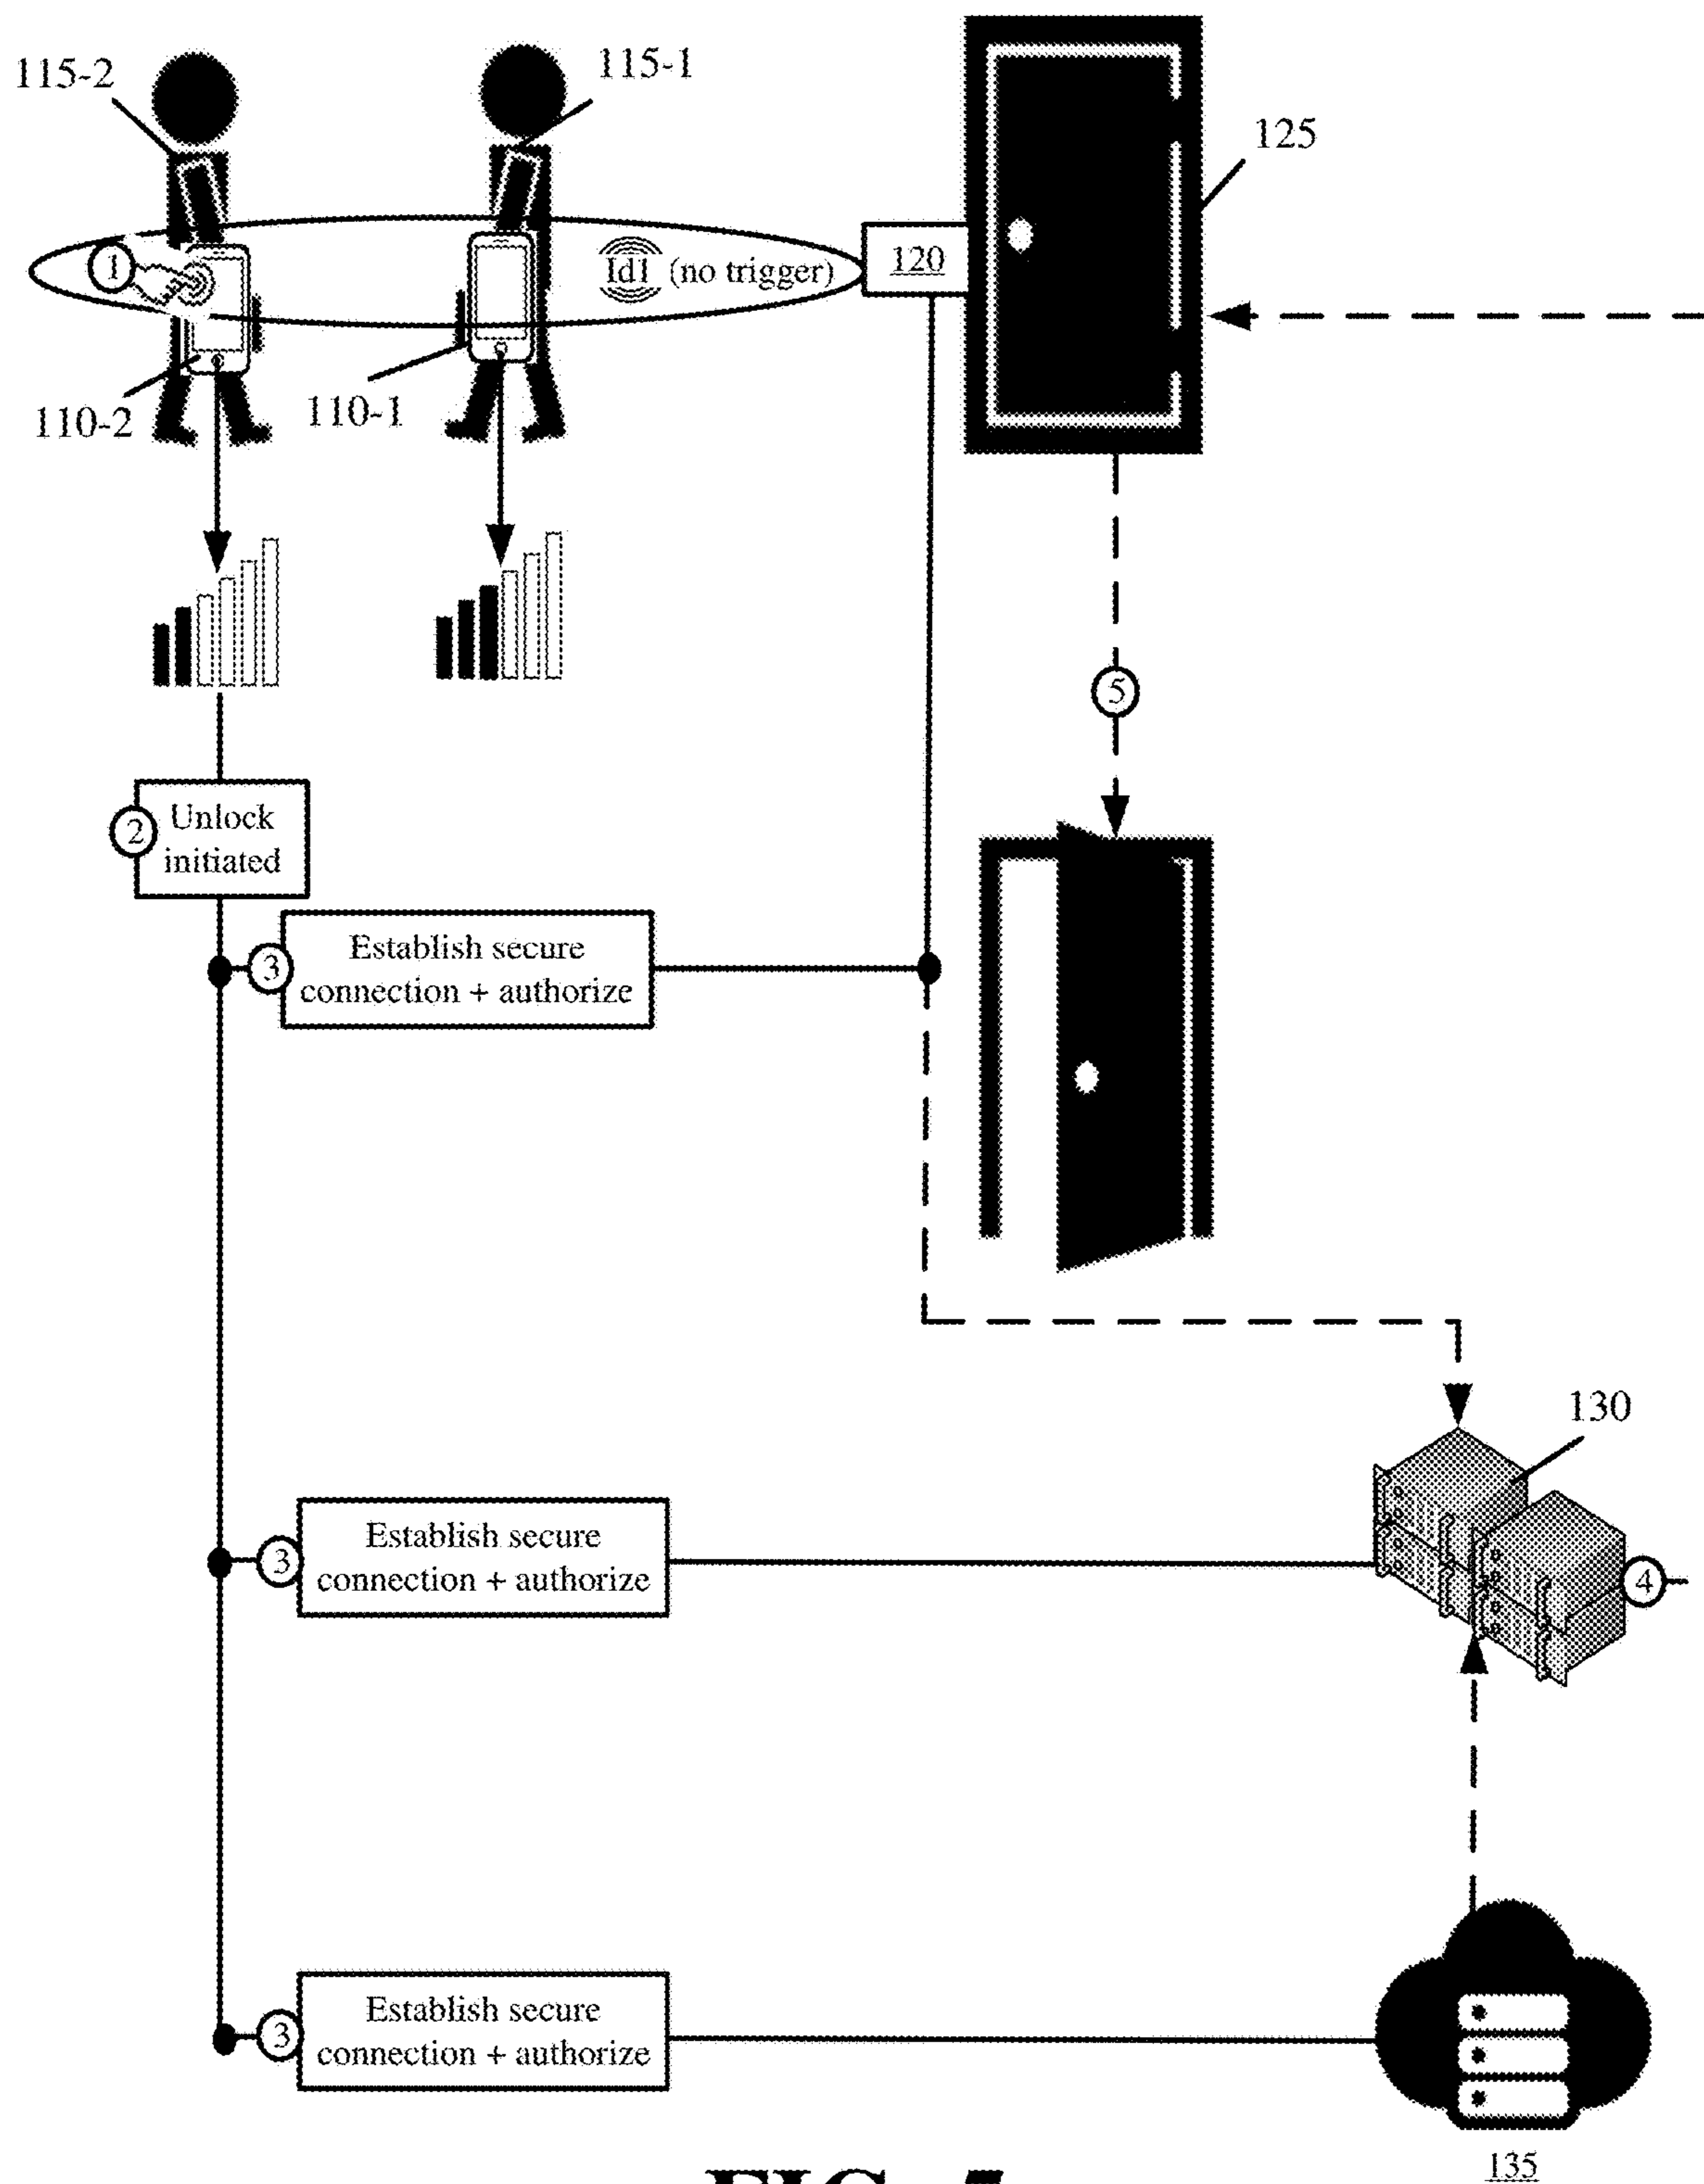 115-2
115-1
125
1
Id1 (no trigger)
120
110-2
110-1
5
2
Unlock
initiated
3
Establish secure
connection + authorize
130
3
Establish secure
connection + authorize
4
3
Establish secure
connection + authorize
135